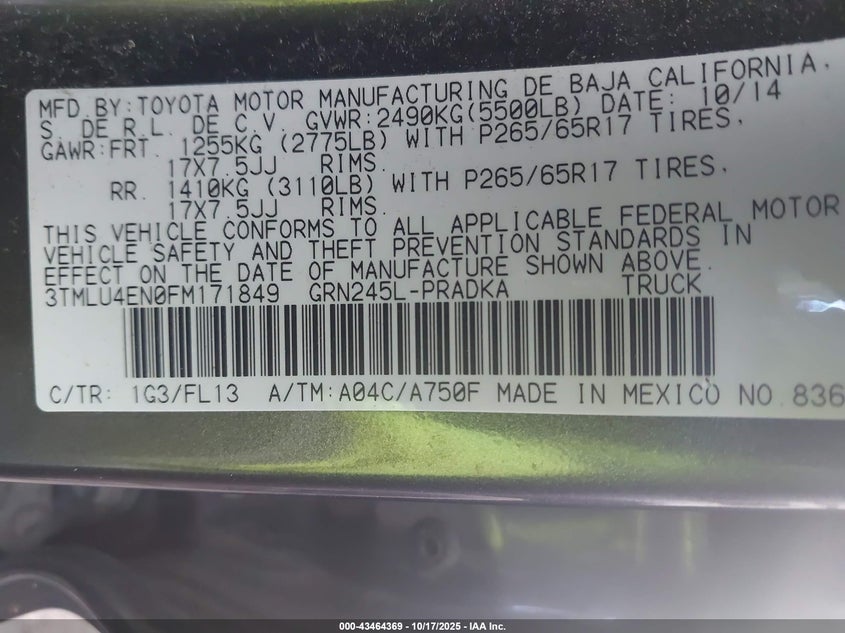 MFD.BY:TOYOTA MOTOR MANUFACTURING DE BAJA CALIFORNIA,
S. DE R.L. DE C.V. GVWR:2490KG(5500LB) DATE: 10/14
GAWR:FRT. 1255KG (2775LB) WITH P265/65R17 TIRES,
17X7.5JJ RIMS.
RR. 1410KG (3110LB) WITH P265/65R17 TIRES,
17X7.5JJ RIMS.
THIS VEHICLE CONFORMS TO ALL APPLICABLE FEDERAL MOTOR
VEHICLE SAFETY AND THEFT PREVENTION STANDARDS IN
EFFECT ON THE DATE OF MANUFACTURE SHOWN ABOVE.
3TMLU4EN0FM171849 GRN245L-PRADKA TRUCK
C/TR: 1G3/FL13 A/TM:A04C/A750F MADE IN MEXICO NO.836
000-43464369 - 10/17/2025 - IAA Inc.